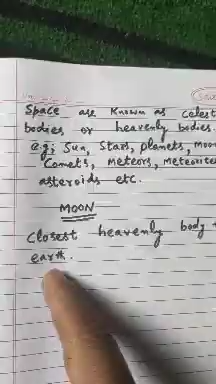 Space are known as celest
bodies or heavenly bodies
e.g; Sun, Stars, planets, moon
Comets, meteors, meteorite
asteroids etc.
MOON
Closest heavenly body
earth.